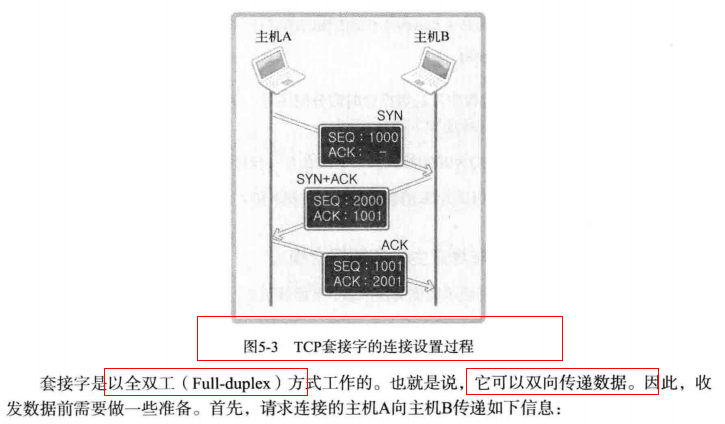 主机A 主机B
SYN
SEQ：1000
ACK： －
SYN+ACK
SEQ：2000
ACK：1001
ACK
SEQ：1001
ACK：2001
图5-3 TCP套接字的连接设置过程
套接字是以全双工（Full-duplex）方式工作的。也就是说，它可以双向传递数据。因此，收
发数据前需要做一些准备。首先，请求连接的主机A向主机B传递如下信息：